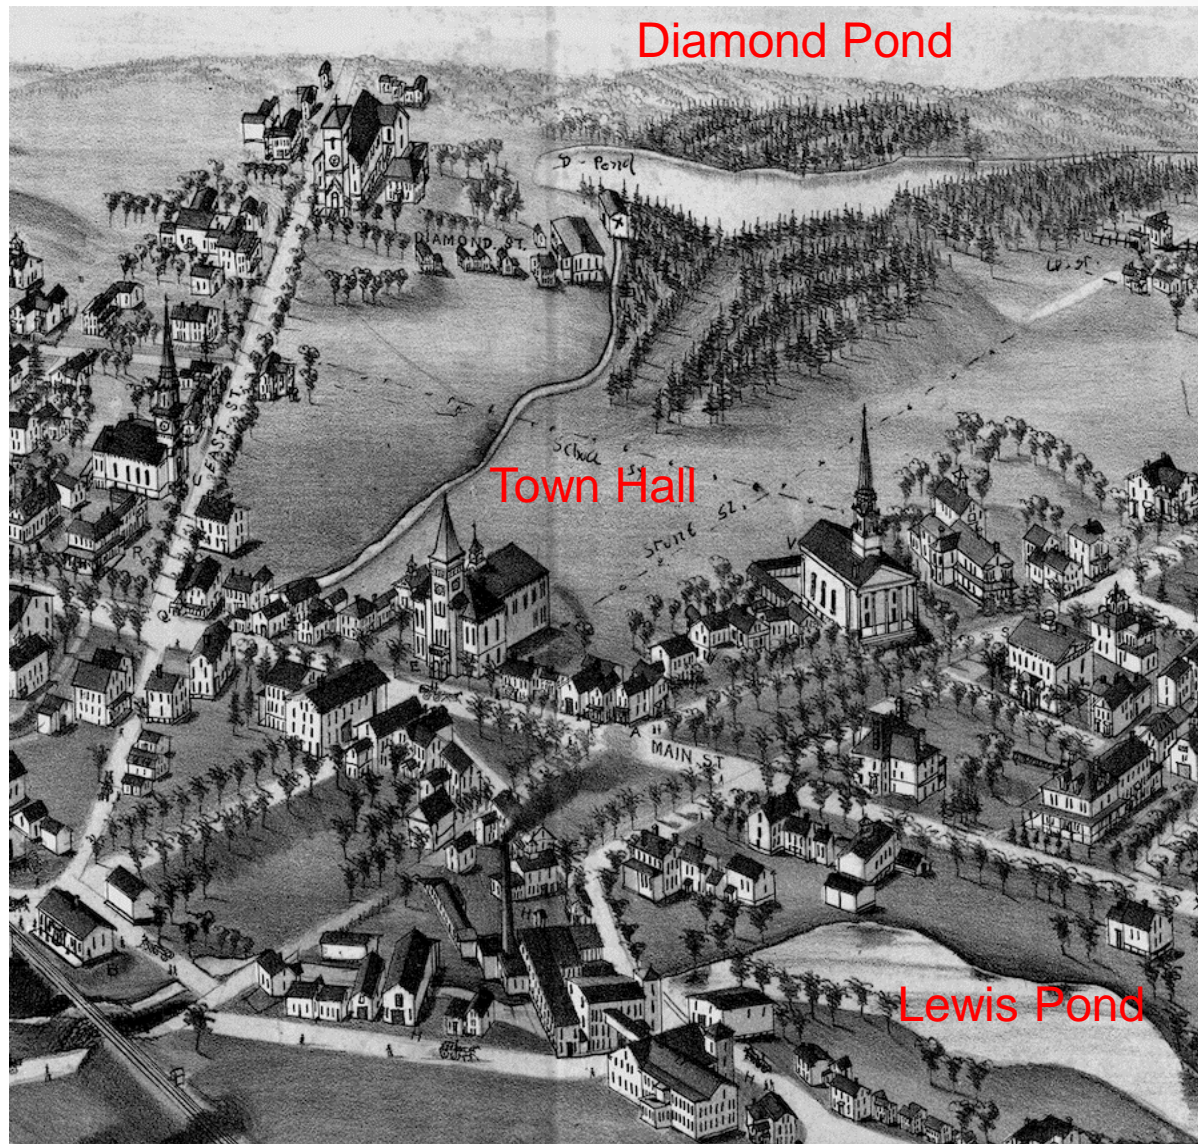 Diamond Pond
D - Pond
DIAMOND. ST.
EAST. ST.
U
School St
Town Hall
STONE ST.
V
R
Q
E
A
MAIN. ST
B
H
Lewis Pond